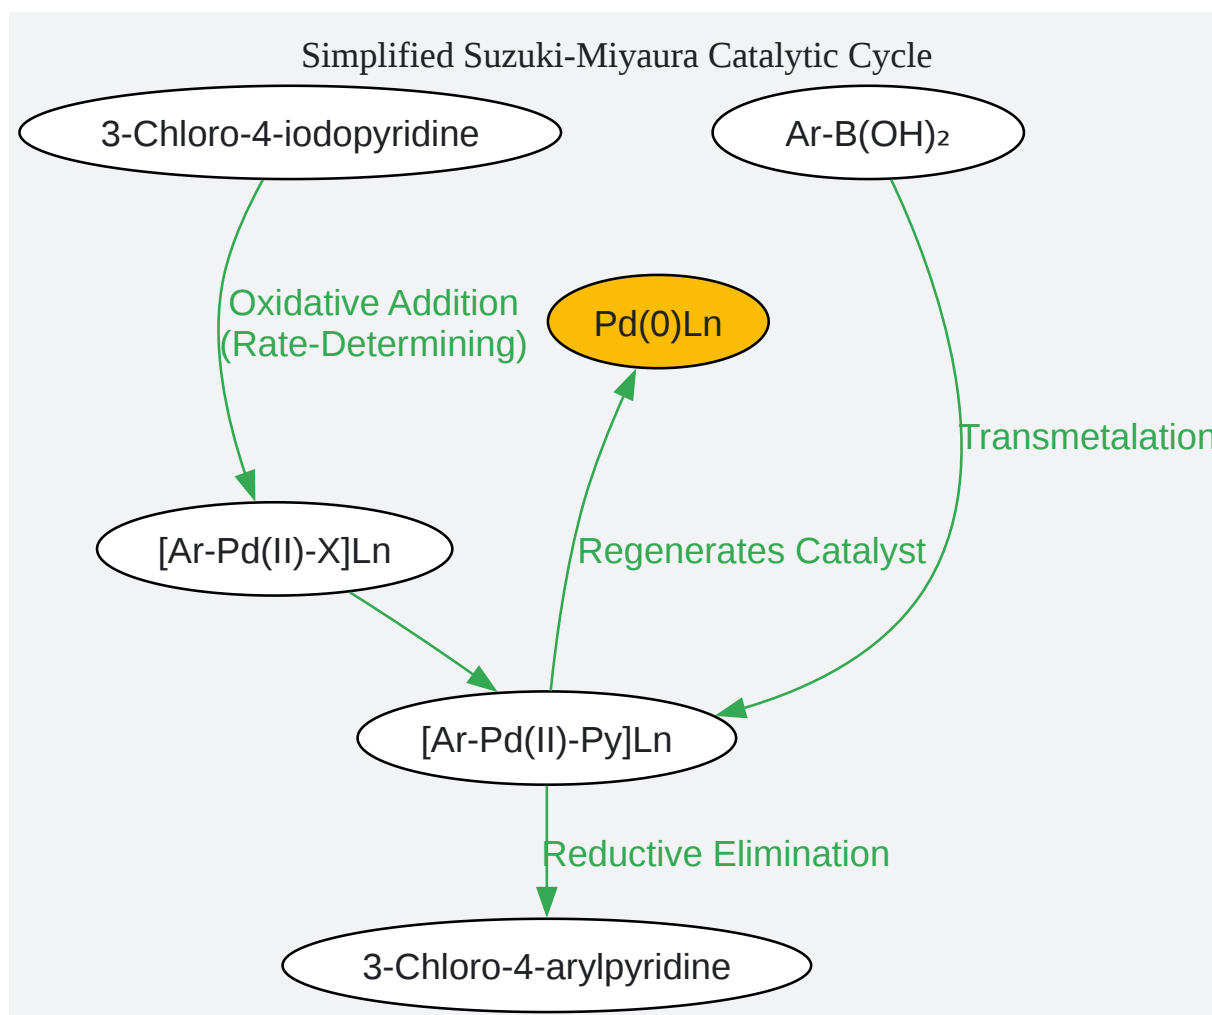 Simplified Suzuki-Miyaura Catalytic Cycle
3-Chloro-4-iodopyridine
Ar-B(OH)₂
Oxidative Addition
(Rate-Determining)
Pd(0)Ln
Transmetalation
[Ar-Pd(II)-X]Ln
Regenerates Catalyst
[Ar-Pd(II)-Py]Ln
Reductive Elimination
3-Chloro-4-arylpyridine